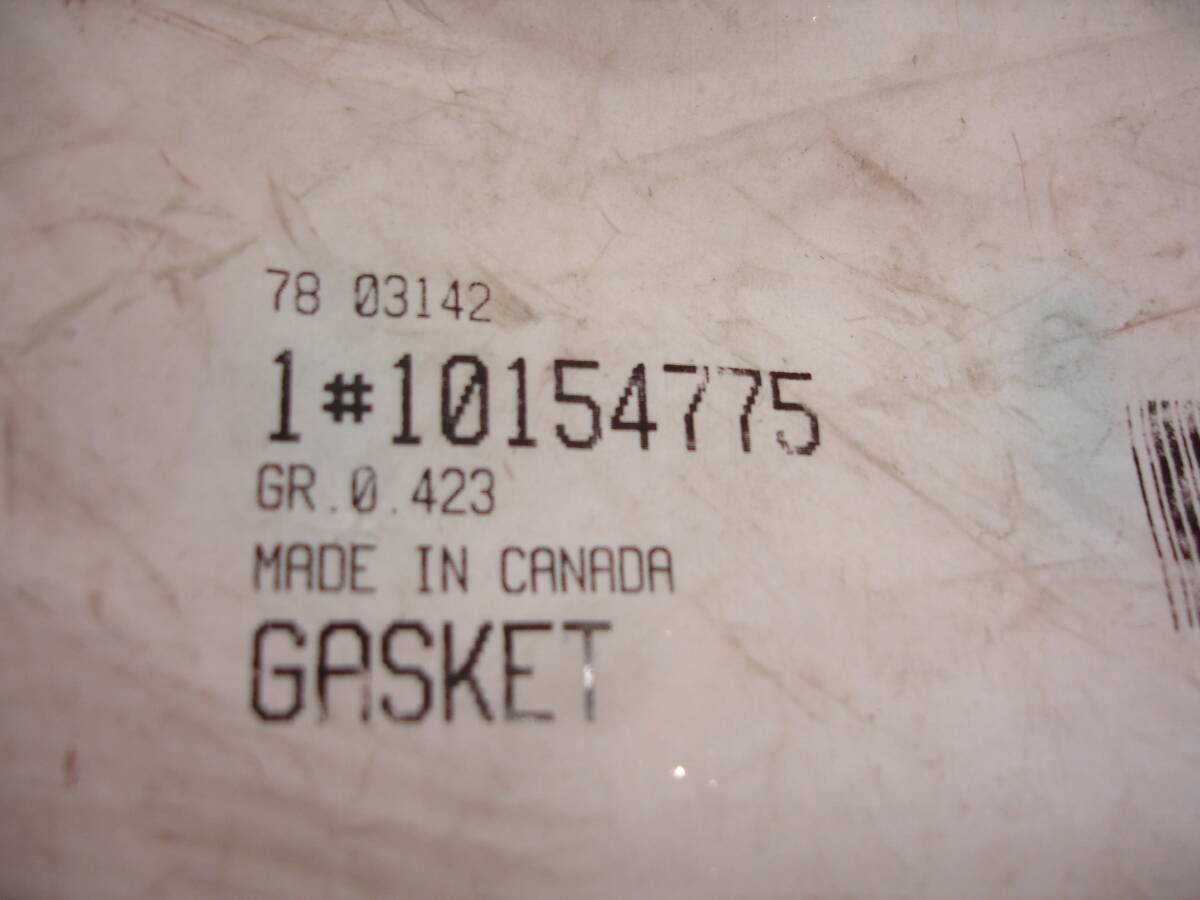 78 03142
1#10154775
GR.0.423
MADE IN CANADA
GASKET